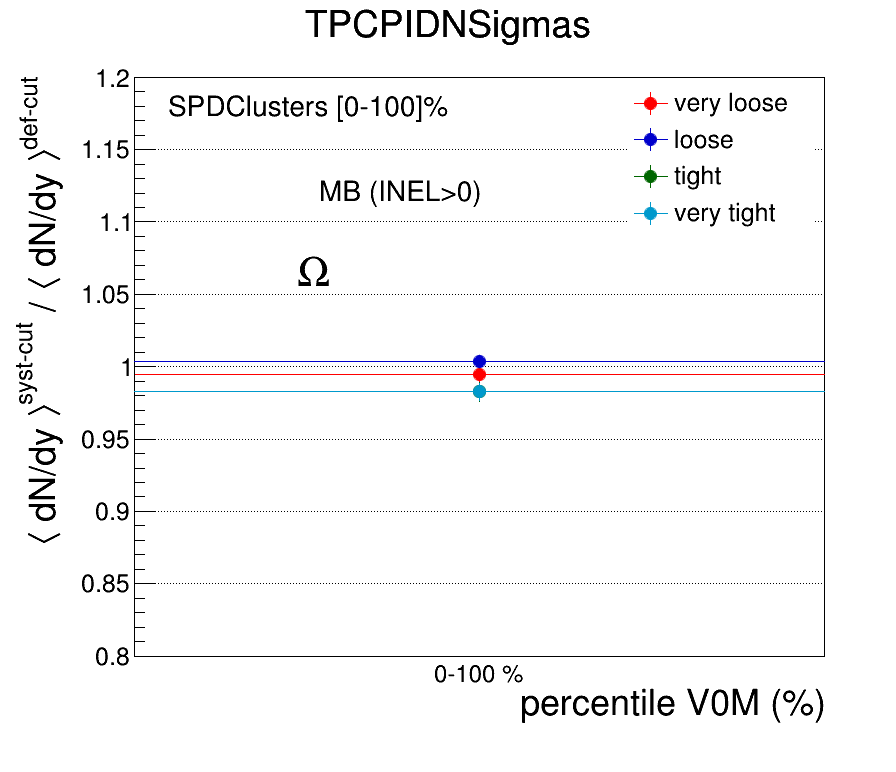 TPCPIDNSigmas
⟨ dN/dy ⟩^syst-cut / ⟨ dN/dy ⟩^def-cut
1.2
1.15
1.1
1.05
1
0.95
0.9
0.85
0.8
SPDClusters [0-100]%
MB (INEL>0)
Ω
very loose
loose
tight
very tight
0-100 %
percentile V0M (%)